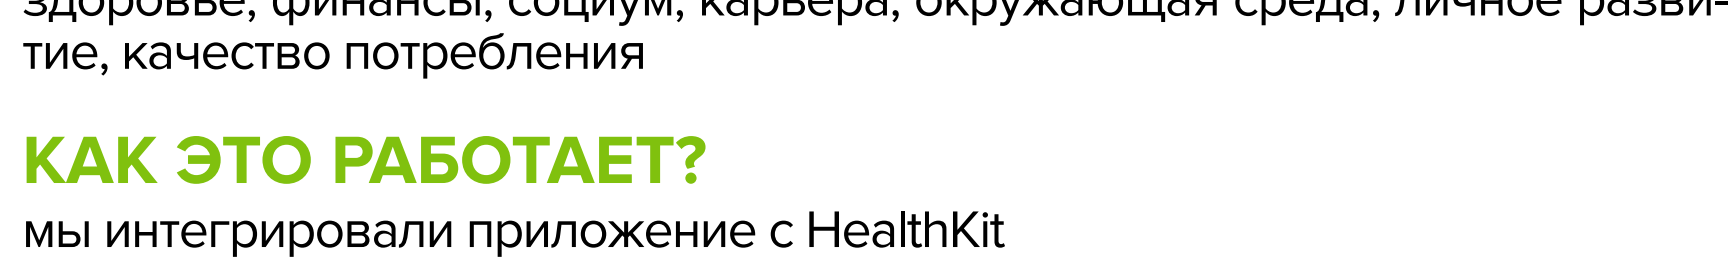 здоровье, финансы, социум, карьера, окружающая среда, личное разви-
тие, качество потребления
КАК ЭТО РАБОТАЕТ?
мы интегрировали приложение с HealthKit